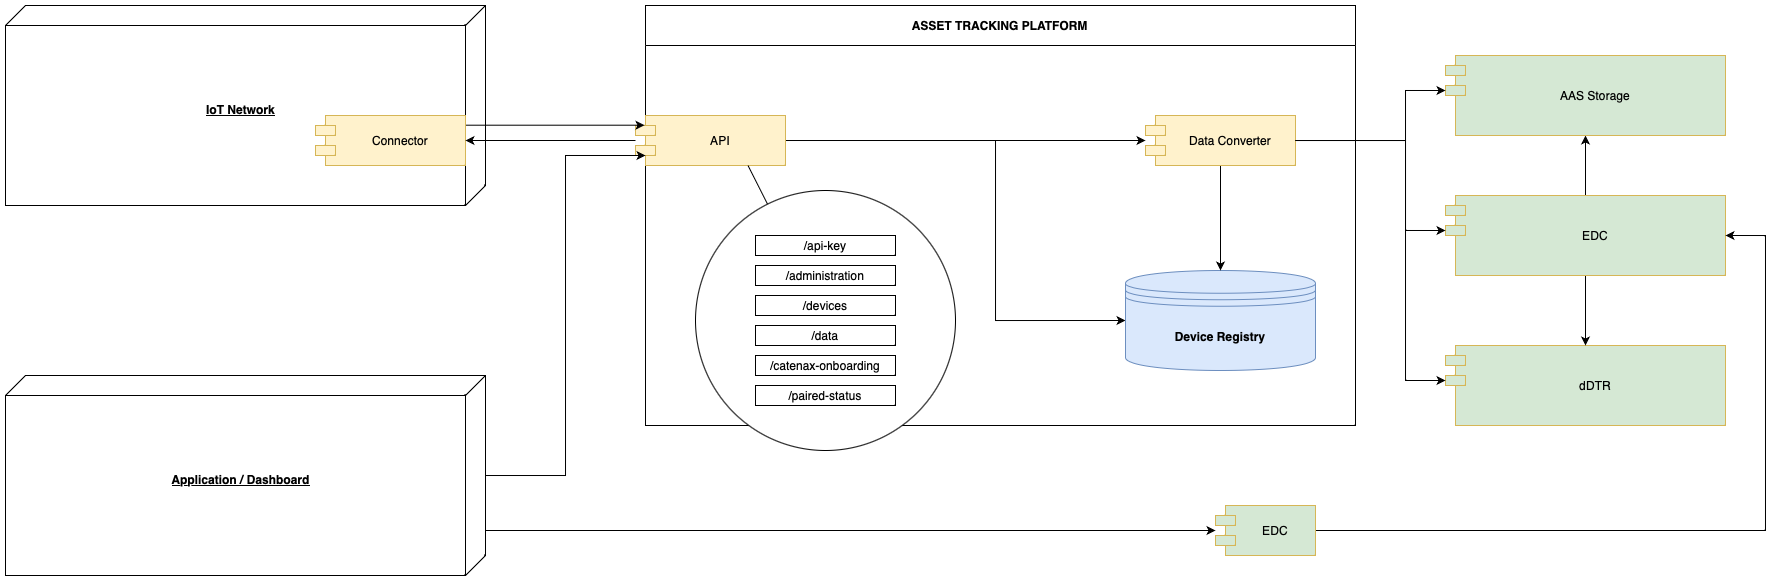 ASSET TRACKING PLATFORM
IoT Network
Connector
API
Data Converter
AAS Storage
/api-key
/administration
/devices
/data
/catenax-onboarding
/paired-status
Device Registry
EDC
dDTR
Application / Dashboard
EDC